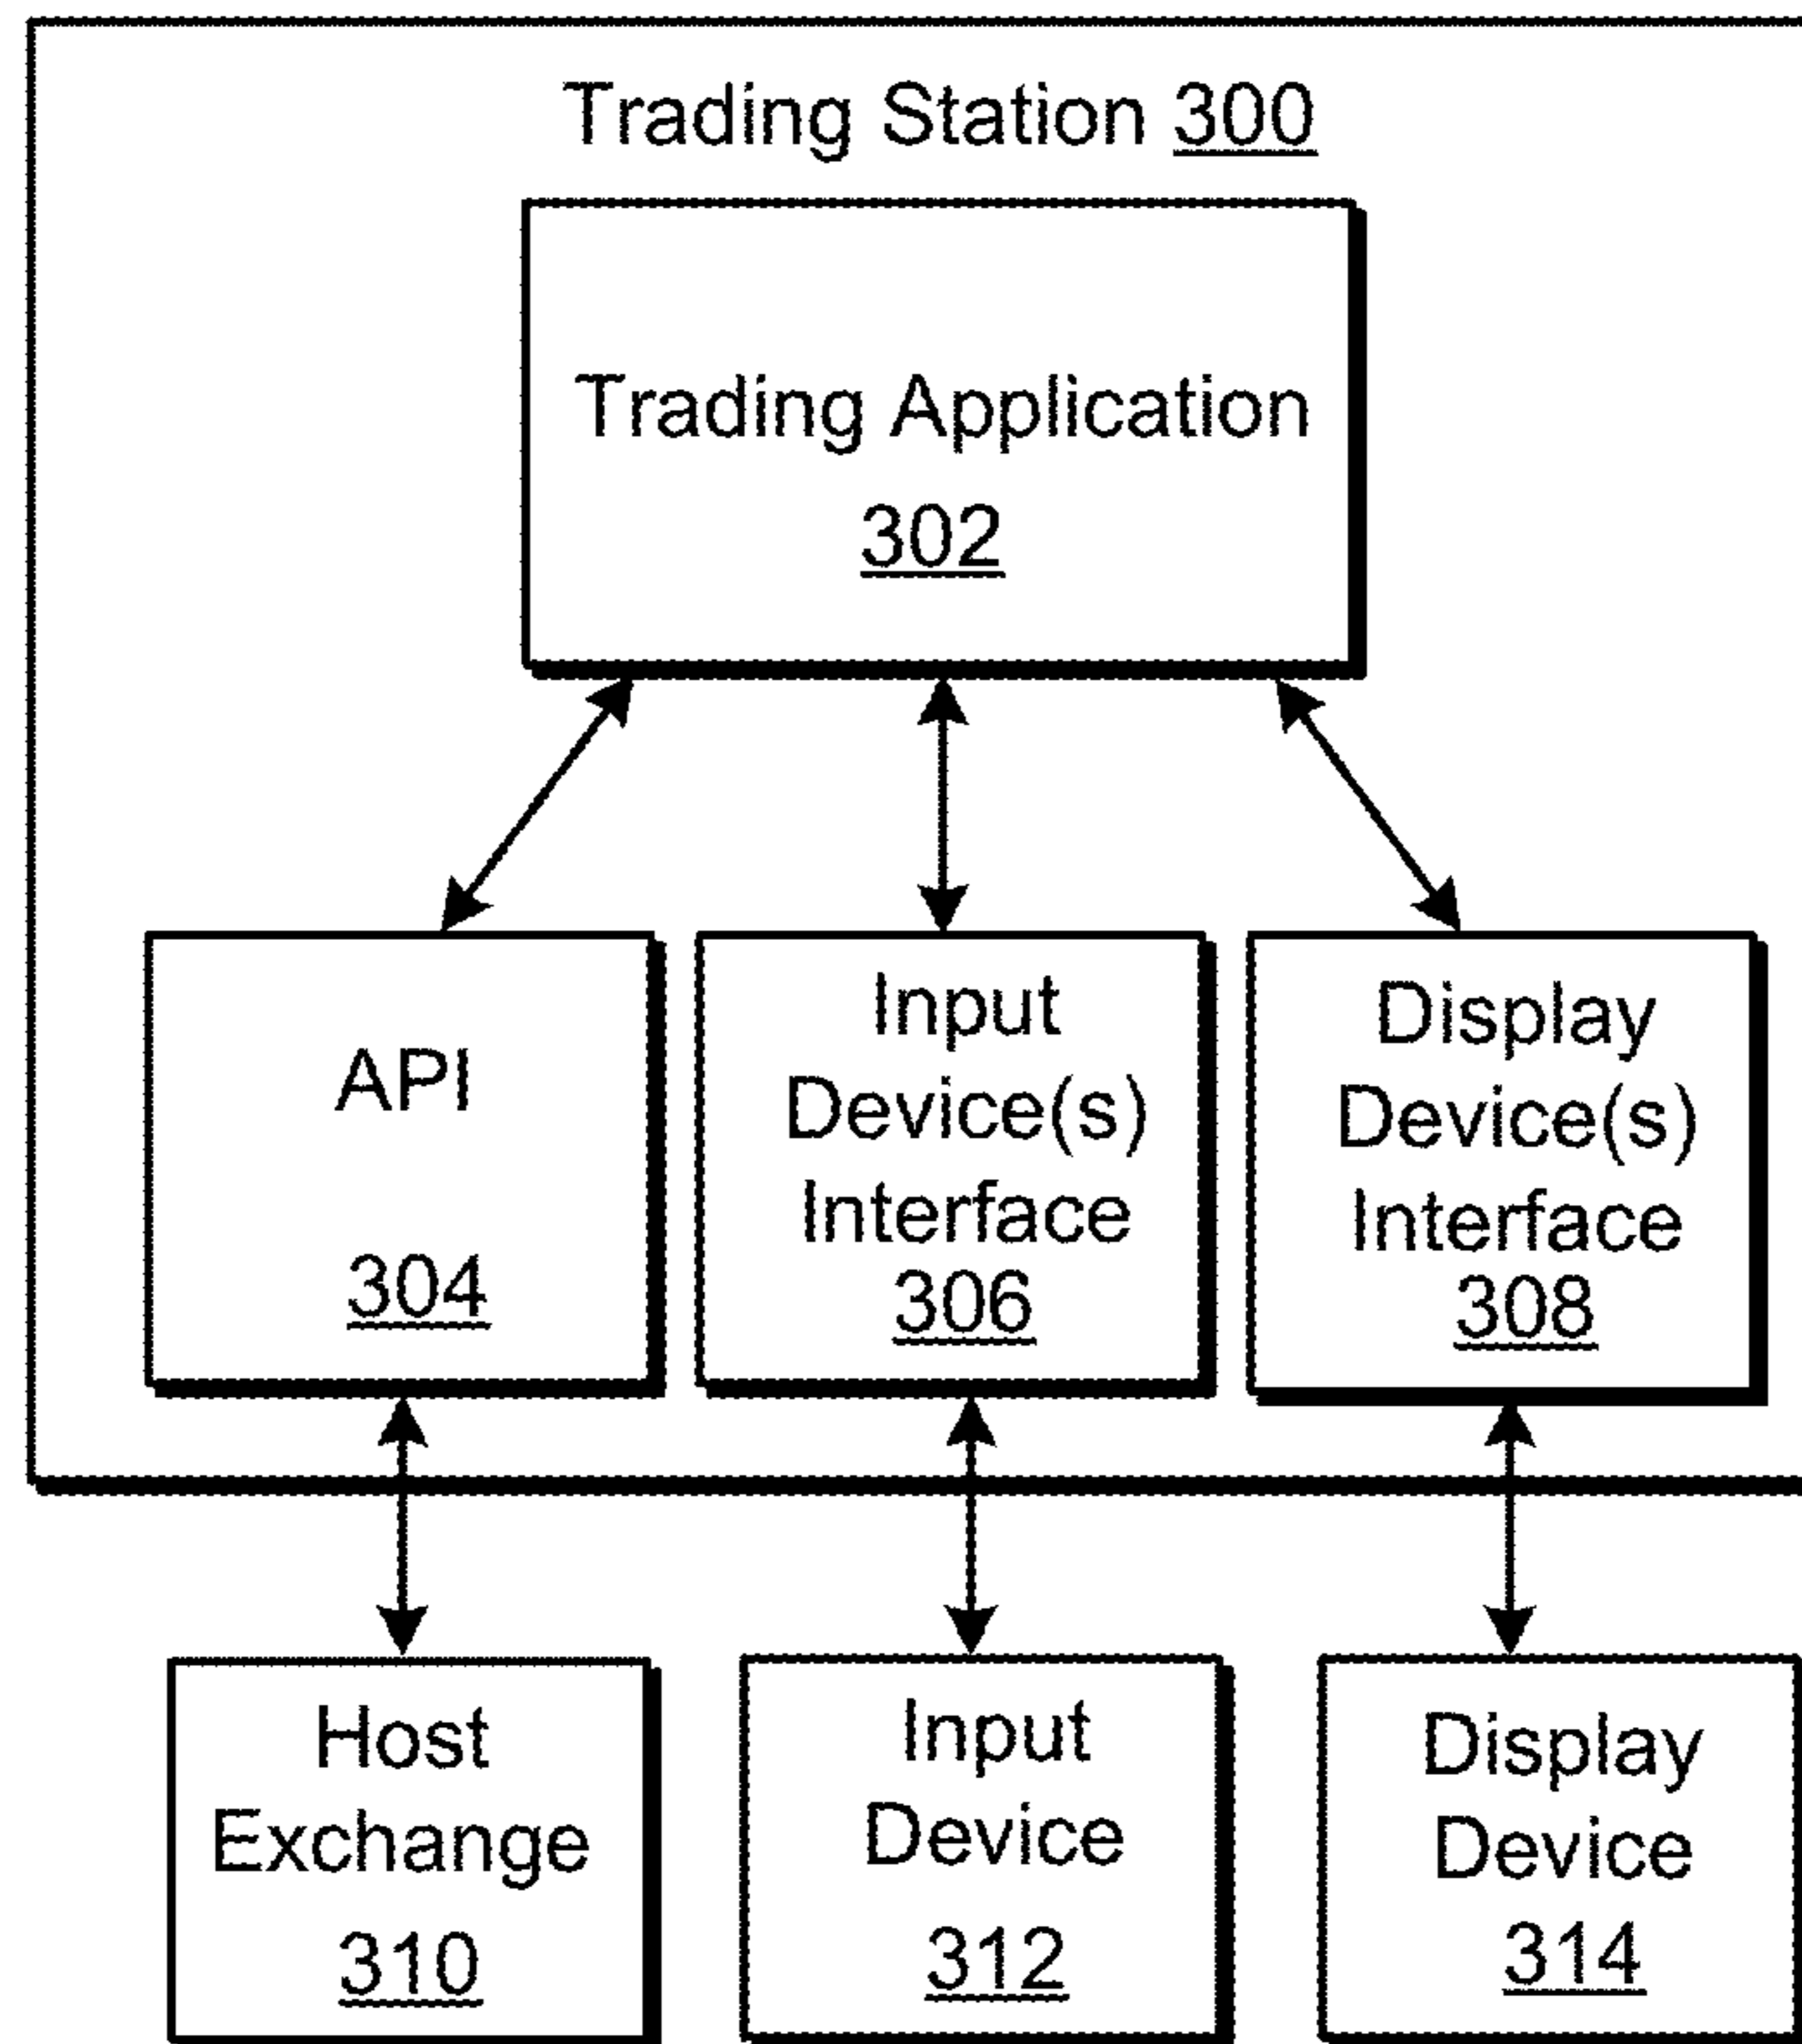 Trading Station 300
Trading Application
302
API
304
Input
Device(s)
Interface
306
Display
Device(s)
Interface
308
Host
Exchange
310
Input
Device
312
Display
Device
314